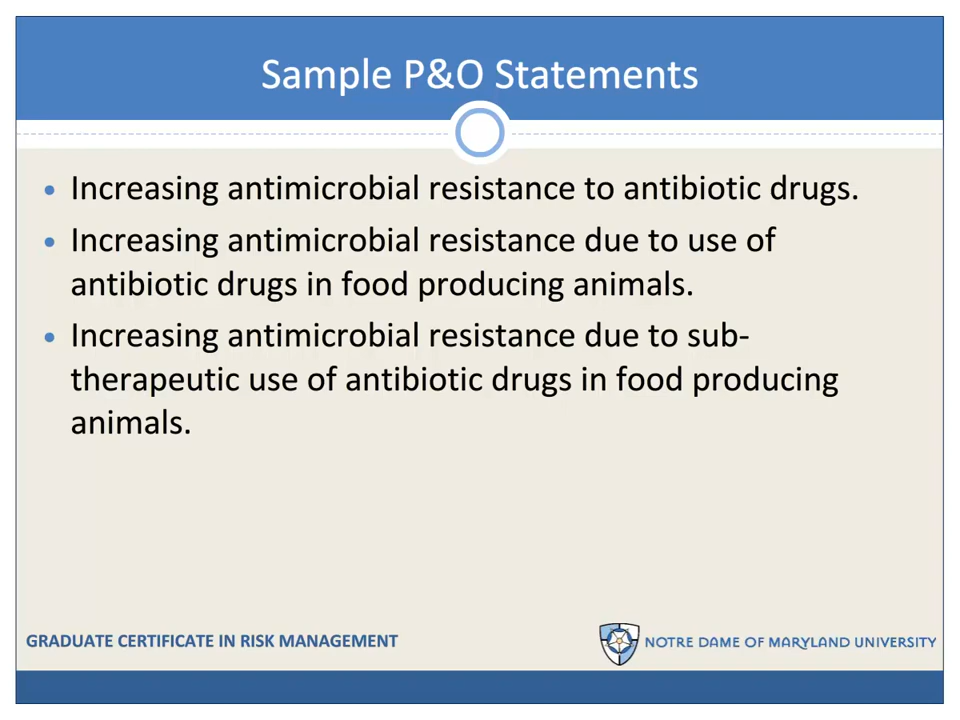 Sample P&O Statements
• Increasing antimicrobial resistance to antibiotic drugs.
• Increasing antimicrobial resistance due to use of
antibiotic drugs in food producing animals.
• Increasing antimicrobial resistance due to sub-
therapeutic use of antibiotic drugs in food producing
animals.
GRADUATE CERTIFICATE IN RISK MANAGEMENT
NOTRE DAME OF MARYLAND UNIVERSITY